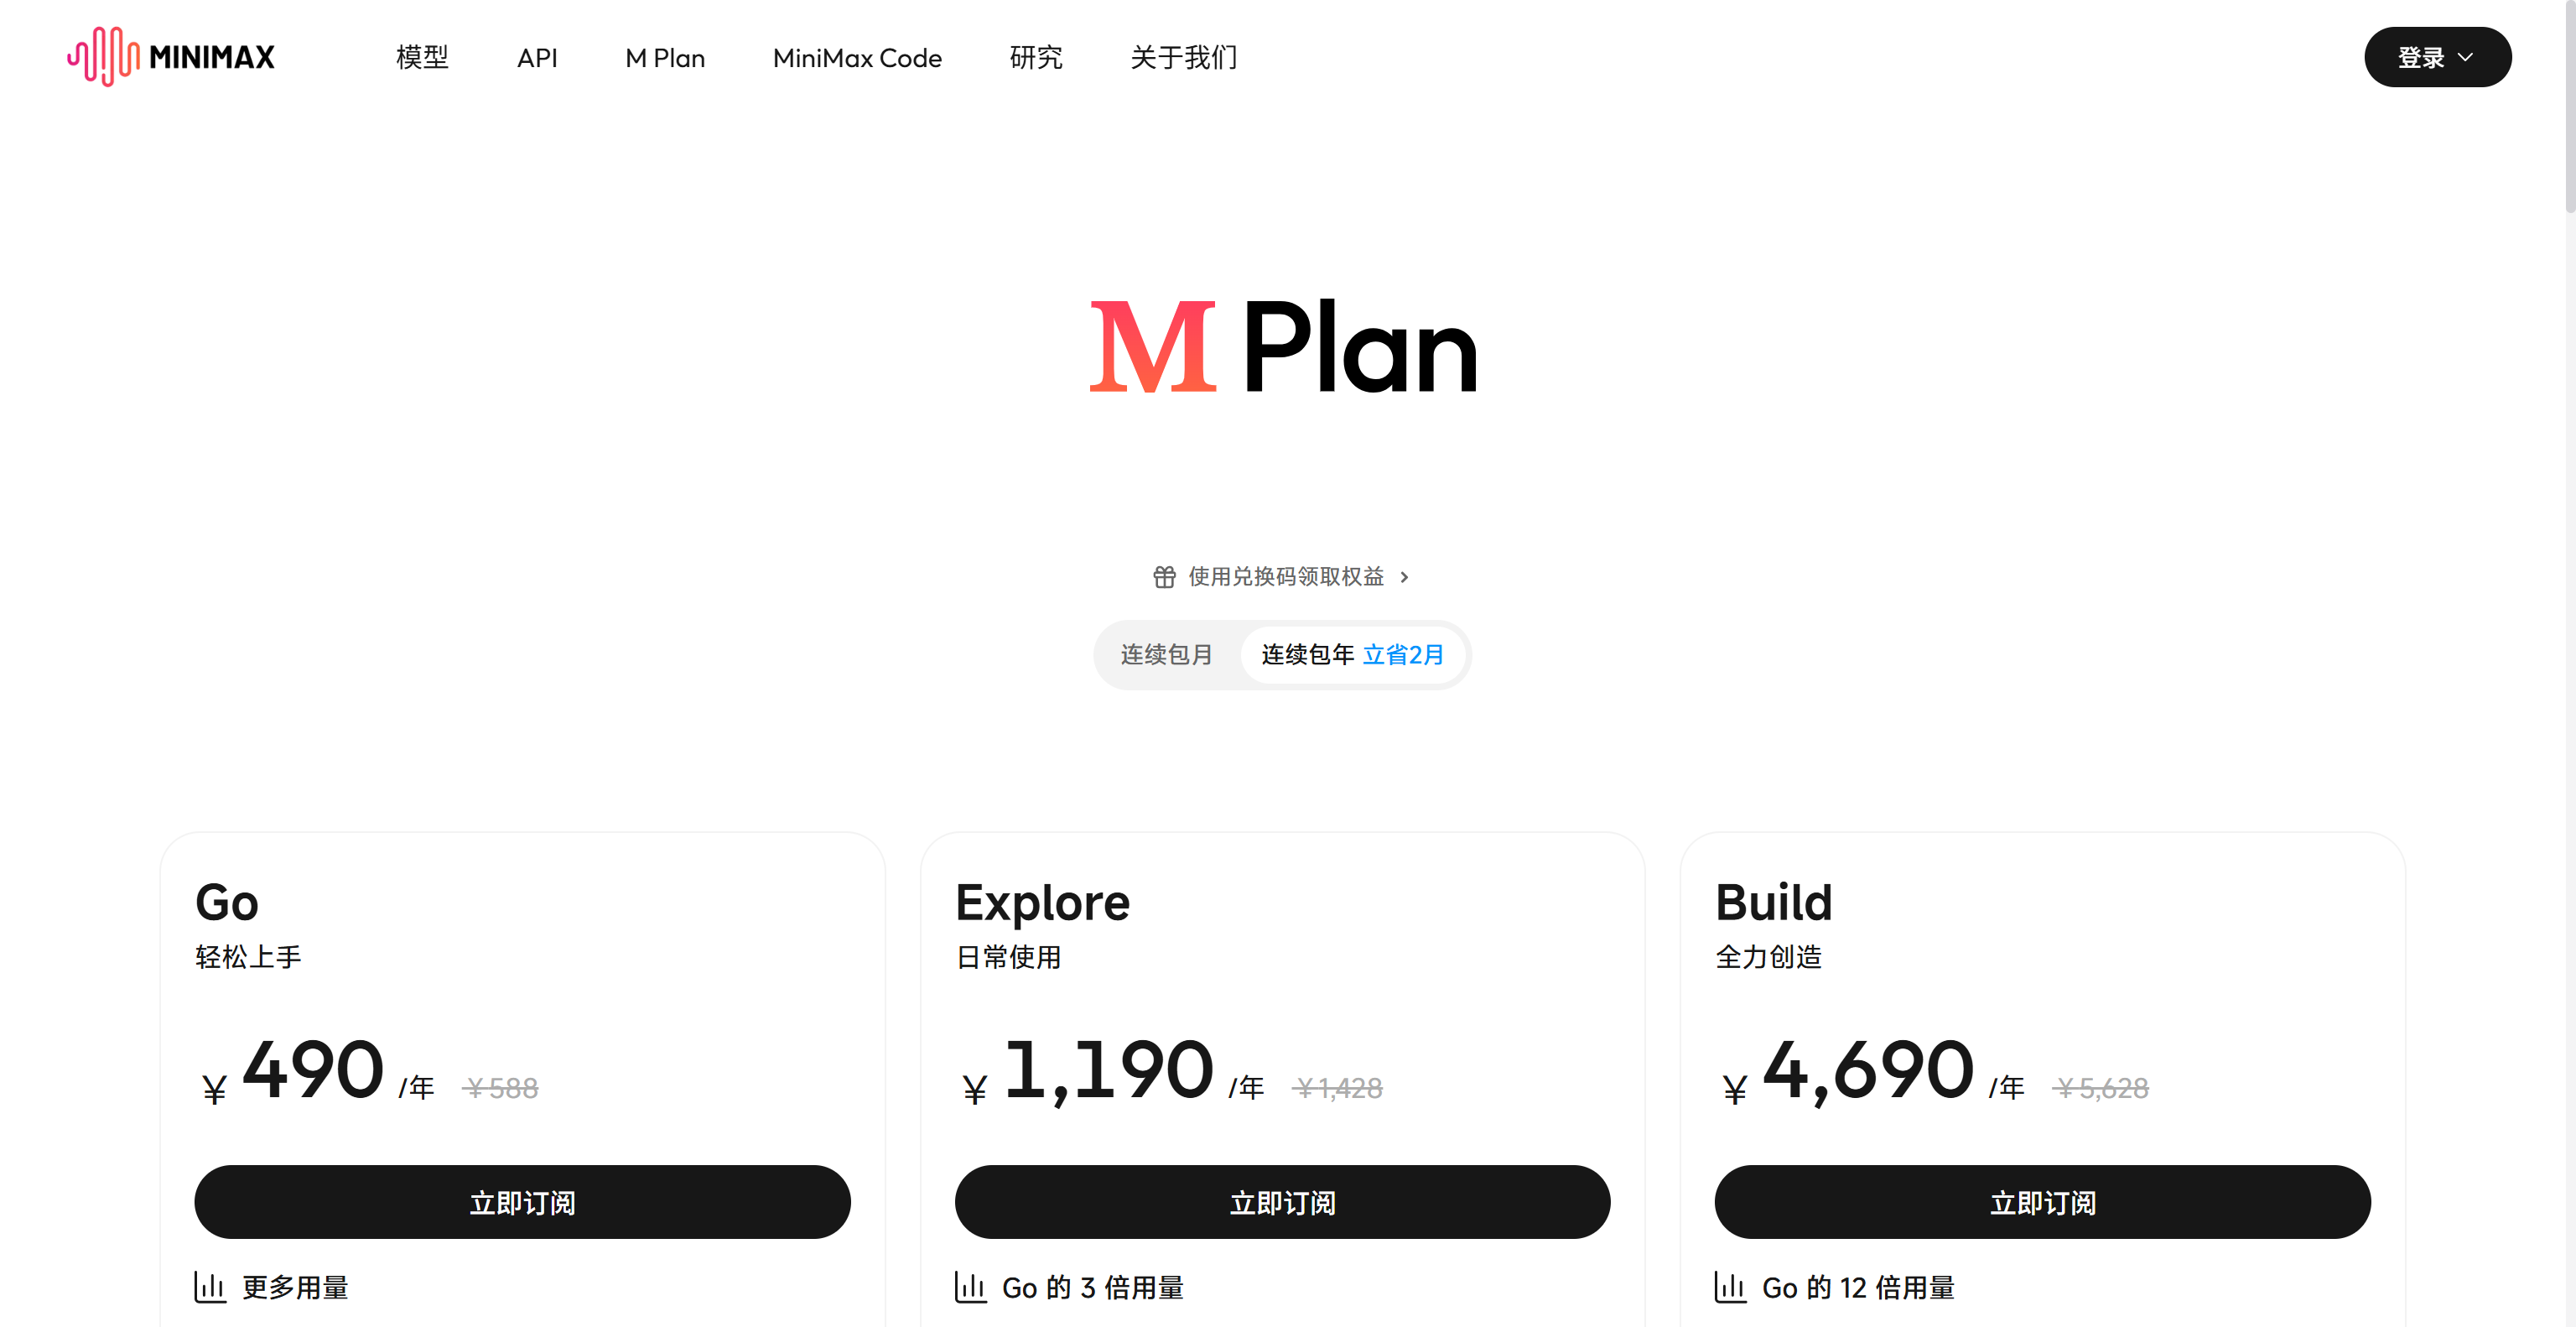 MINIMAX 模型 API M Plan MiniMax Code 研究 关于我们 登录
M Plan
使用兑换码领取权益
连续包月 连续包年 立省2月
Go
轻松上手
¥ 490 /年 ¥588
立即订阅
更多用量
Explore
日常使用
¥ 1,190 /年 ¥1,428
立即订阅
Go 的 3 倍用量
Build
全力创造
¥ 4,690 /年 ¥5,628
立即订阅
Go 的 12 倍用量